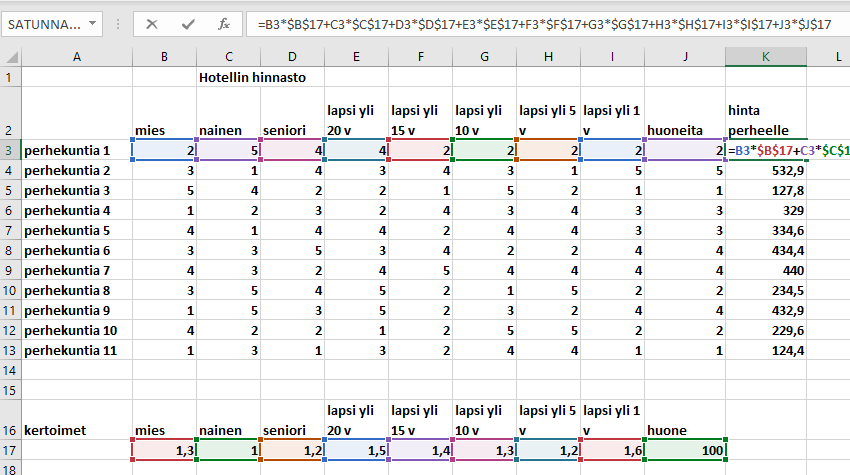 SATUNNA... =B3*$B$17+C3*$C$17+D3*$D$17+E3*$E$17+F3*$F$17+G3*$G$17+H3*$H$17+I3*$I$17+J3*$J$17
A B C D E F G H I J K L
1 Hotellin hinnasto
2 mies nainen seniori lapsi yli 20 v lapsi yli 15 v lapsi yli 10 v lapsi yli 5 v lapsi yli 1 v huoneita hinta perheelle
3 perhekuntia 1 2 5 4 4 2 2 2 2 2 =B3*$B$17+C3*$C$1
4 perhekuntia 2 3 1 4 3 4 3 1 5 5 532,9
5 perhekuntia 3 5 4 2 2 1 5 2 1 1 127,8
6 perhekuntia 4 1 2 3 2 4 3 4 3 3 329
7 perhekuntia 5 4 1 4 4 2 4 4 3 3 334,6
8 perhekuntia 6 3 3 5 3 4 2 2 4 4 434,4
9 perhekuntia 7 4 3 2 4 5 4 4 4 4 440
10 perhekuntia 8 3 5 4 5 2 1 5 2 2 234,5
11 perhekuntia 9 1 5 3 5 2 3 2 4 4 432,9
12 perhekuntia 10 4 2 2 1 2 5 5 2 2 229,6
13 perhekuntia 11 1 3 1 3 2 4 4 1 1 124,4
14
15
16 kertoimet mies nainen seniori lapsi yli 20 v lapsi yli 15 v lapsi yli 10 v lapsi yli 5 v lapsi yli 1 v huone
17 1,3 1 1,2 1,5 1,4 1,3 1,2 1,6 100
18